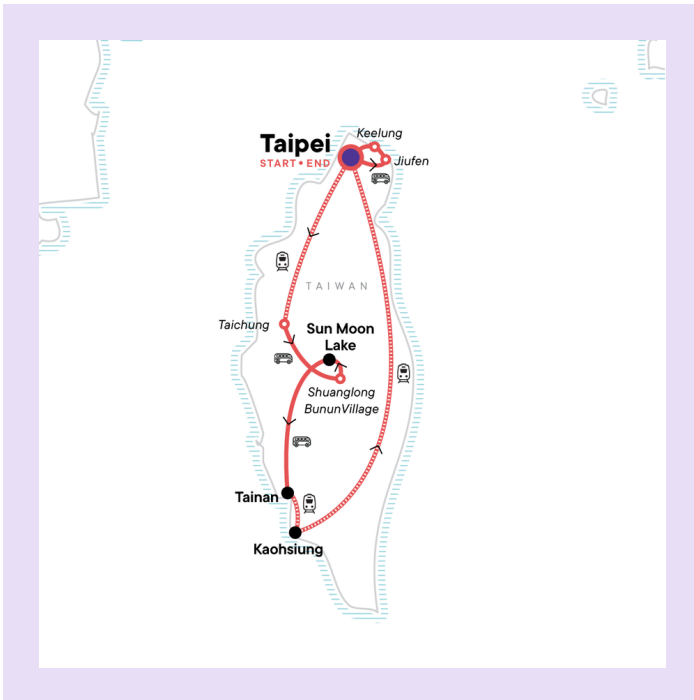 Keelung
Taipei
START • END
Jiufen
TAIWAN
Taichung
Sun Moon
Lake
Shuanglong
BununVillage
Tainan
Kaohsiung